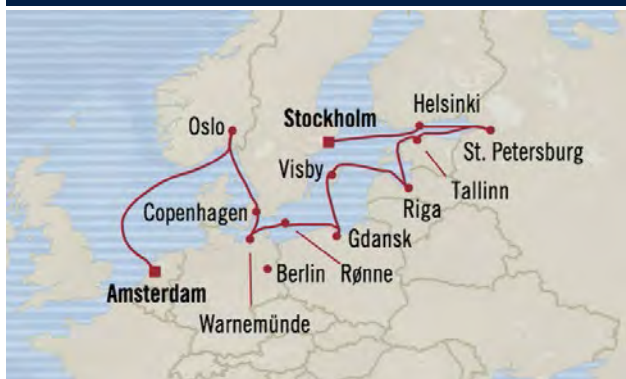 Helsinki
Stockholm
Oslo
St. Petersburg
Visby
Tallinn
Copenhagen
Riga
Gdansk
Berlin
Rønne
Amsterdam
Warnemünde